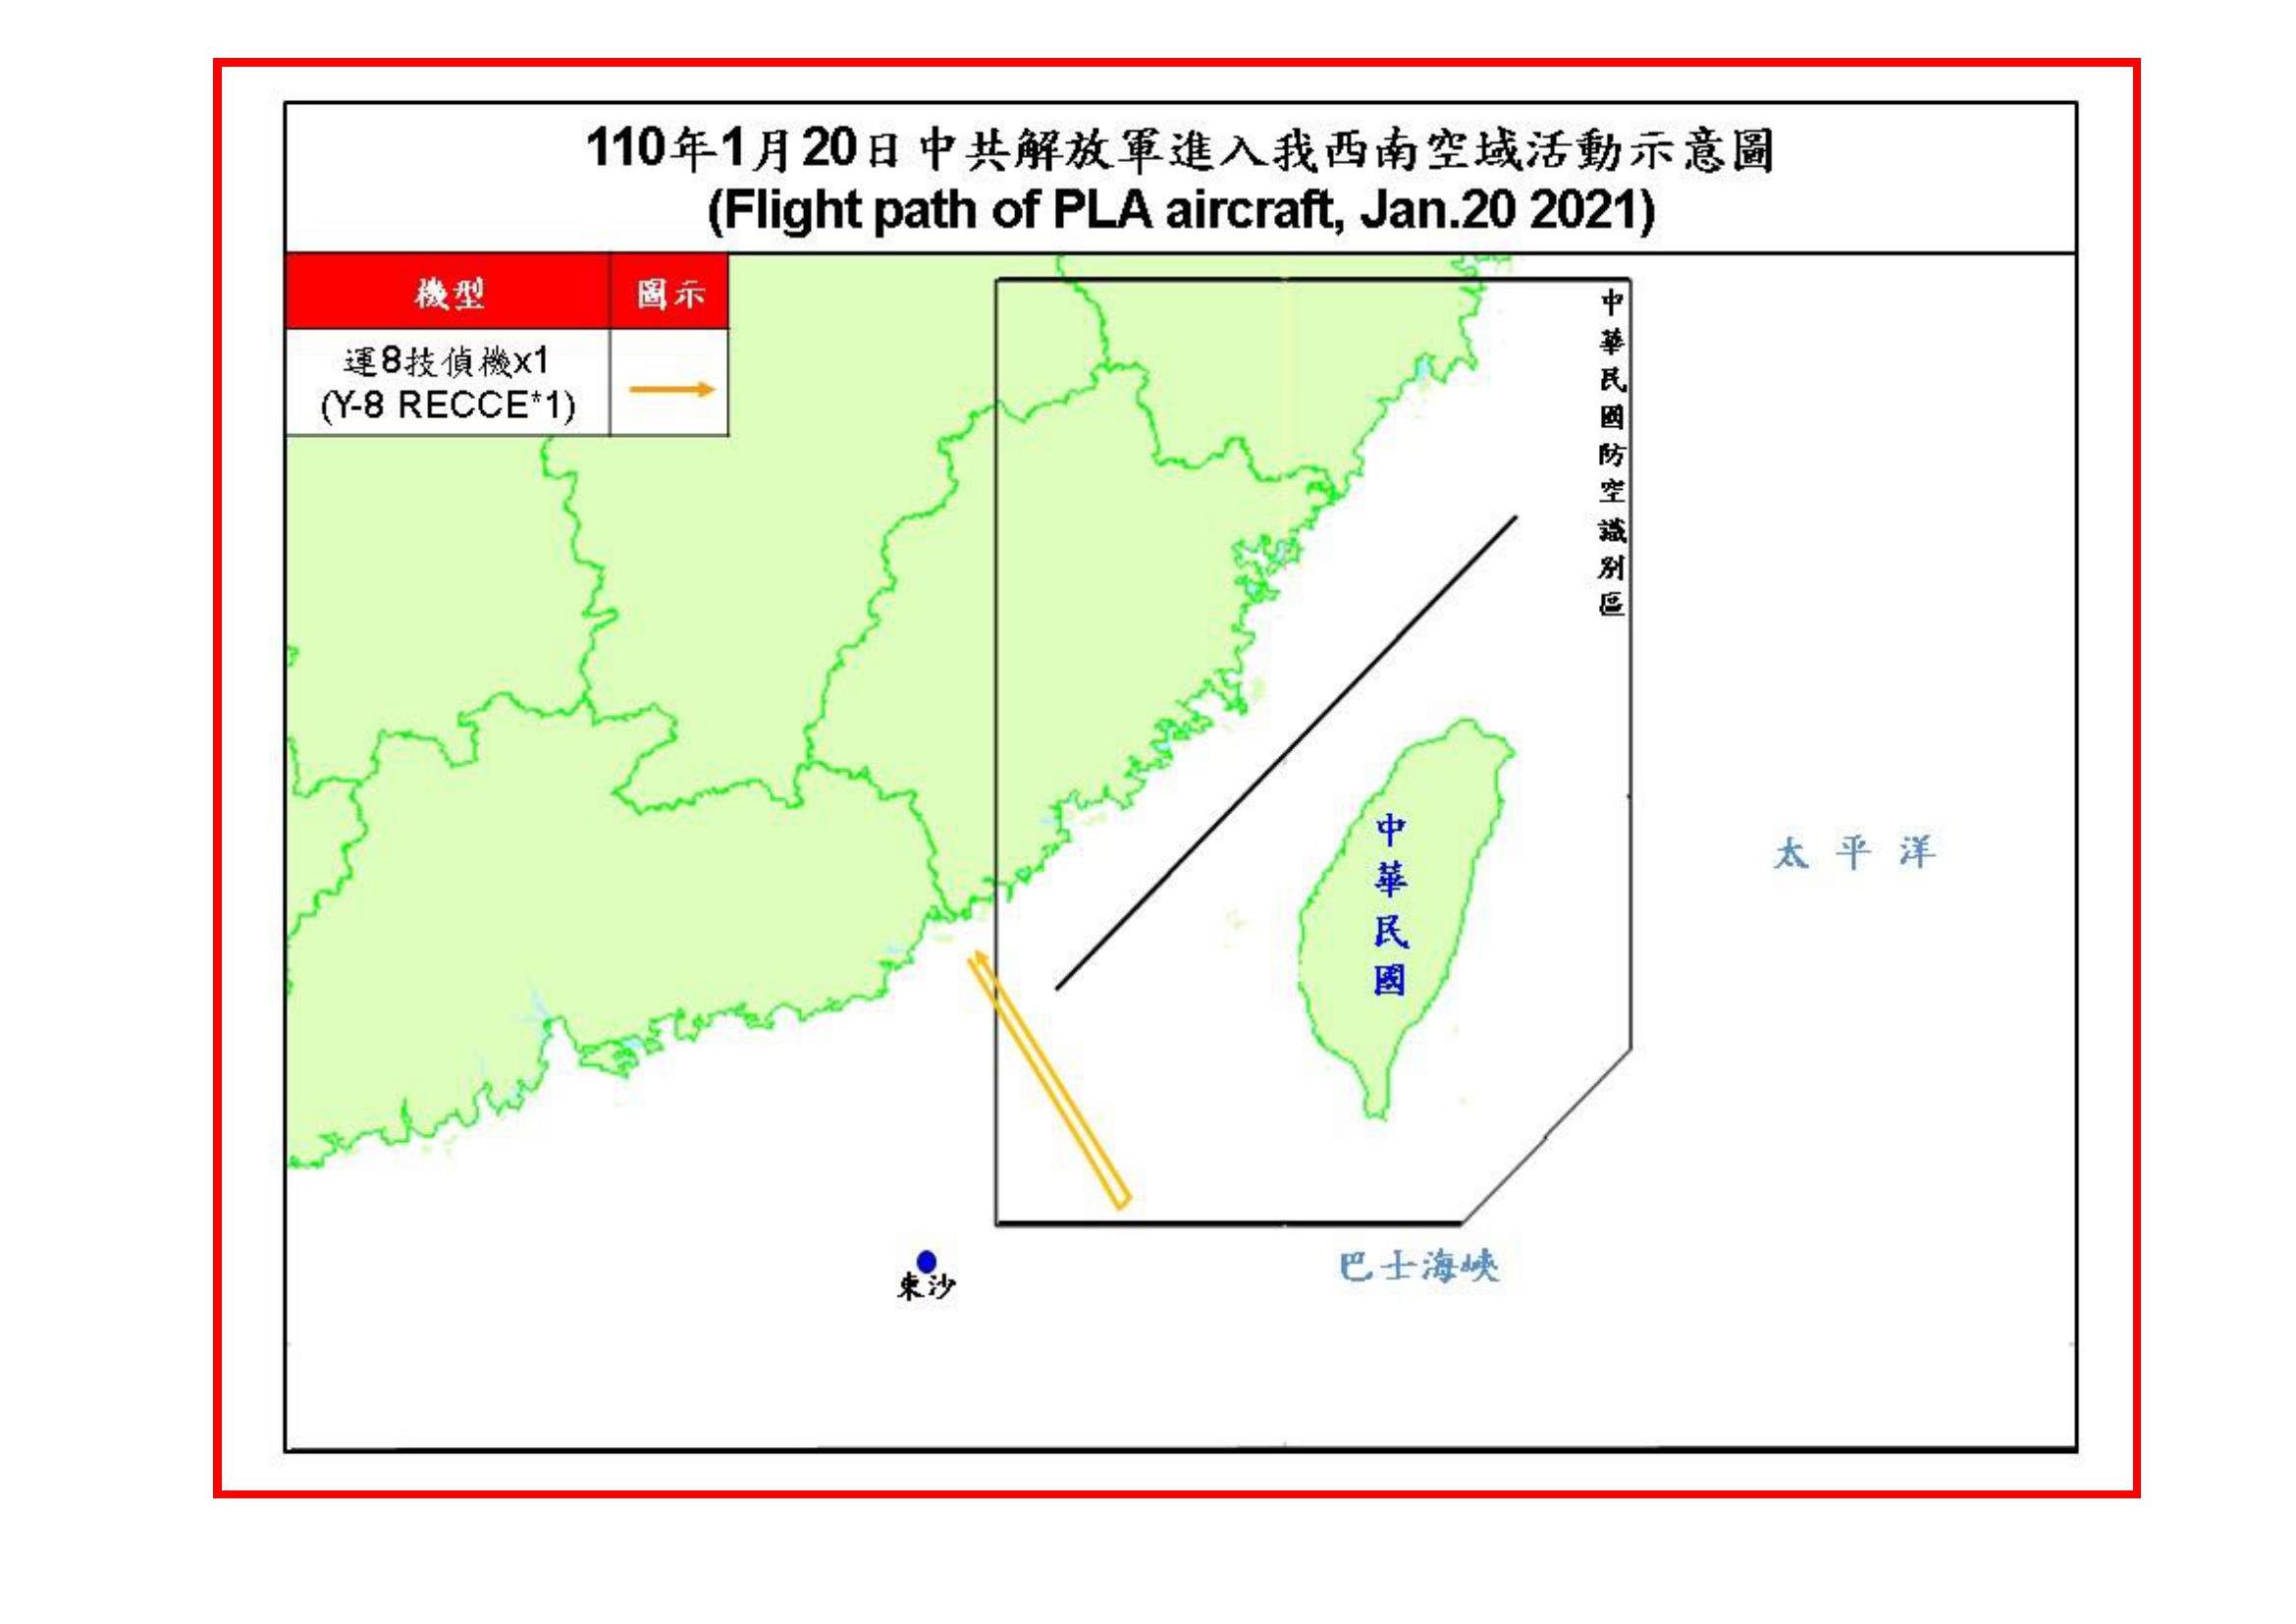 110年1月20日中共解放軍進入我西南空域活動示意圖
(Flight path of PLA aircraft, Jan.20 2021)
機型 圖示
運8技偵機x1
(Y-8 RECCE*1)
中華民國防空識別區
中華民國
太平洋
巴士海峽
東沙